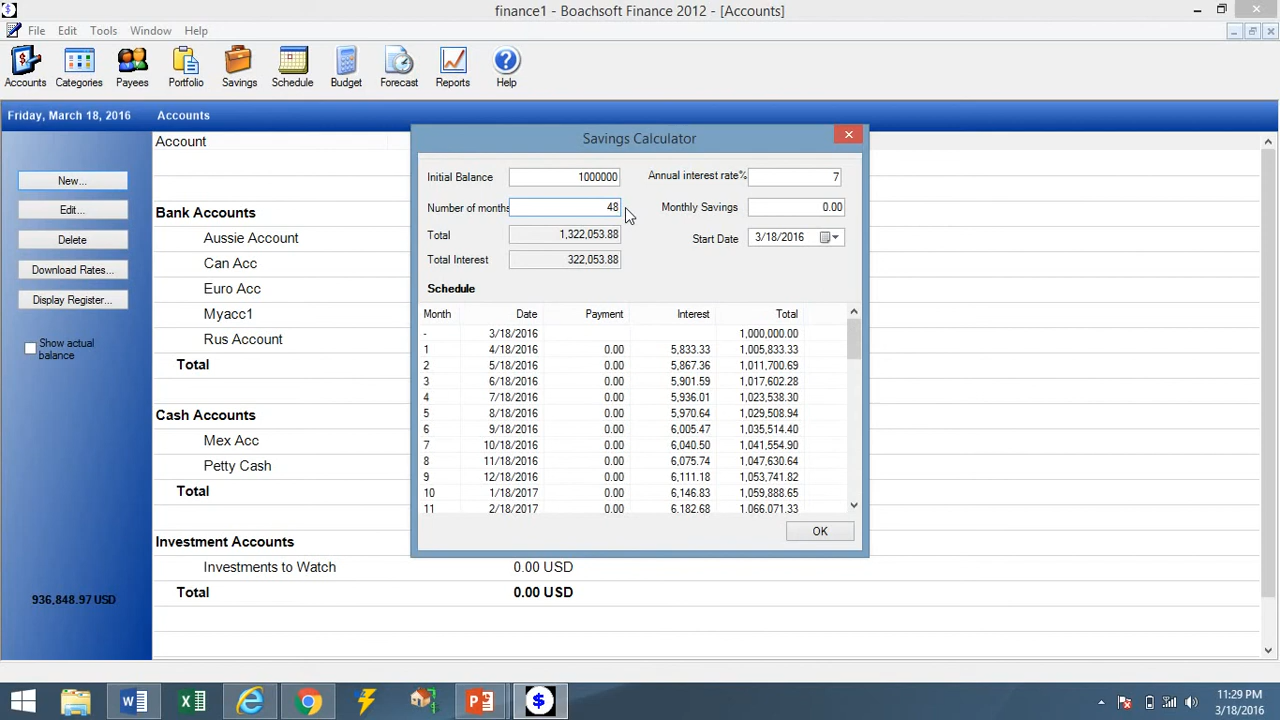 finance1 - Boachsoft Finance 2012 - [Accounts]
File Edit Tools Window Help
Accounts Categories Payees Portfolio Savings Schedule Budget Forecast Reports Help
Friday, March 18, 2016 Accounts
Account
New...
Edit...
Delete
Download Rates...
Display Register...
Show actual
balance
936,848.97 USD
Bank Accounts
Aussie Account
Can Acc
Euro Acc
Myacc1
Rus Account
Total
Cash Accounts
Mex Acc
Petty Cash
Total
Investment Accounts
Investments to Watch 0.00 USD
Total 0.00 USD
Savings Calculator
Initial Balance 1000000 Annual interest rate% 7
Number of months 48 Monthly Savings 0.00
Total 1,322,053.88 Start Date 3/18/2016
Total Interest 322,053.88
Schedule
Month Date Payment Interest Total
- 3/18/2016 1,000,000.00
1 4/18/2016 0.00 5,833.33 1,005,833.33
2 5/18/2016 0.00 5,867.36 1,011,700.69
3 6/18/2016 0.00 5,901.59 1,017,602.28
4 7/18/2016 0.00 5,936.01 1,023,538.30
5 8/18/2016 0.00 5,970.64 1,029,508.94
6 9/18/2016 0.00 6,005.47 1,035,514.40
7 10/18/2016 0.00 6,040.50 1,041,554.90
8 11/18/2016 0.00 6,075.74 1,047,630.64
9 12/18/2016 0.00 6,111.18 1,053,741.82
10 1/18/2017 0.00 6,146.83 1,059,888.65
11 2/18/2017 0.00 6,182.68 1,066,071.33
OK
11:29 PM
3/18/2016